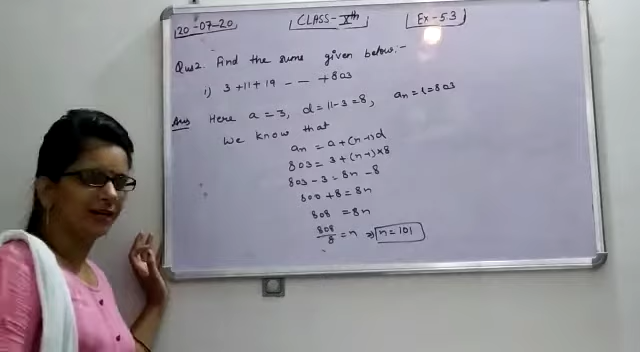 20-07-20 CLASS-Xth Ex-5.3
Qus2. Find the sums given below:-
1) 3+11+19 - - - +803
Ans Here a = 3, d = 11-3 = 8, an = l = 803
We know that
an = a + (n-1)d
803 = 3 + (n-1)×8
803 - 3 = 8n - 8
800 + 8 = 8n
808 = 8n
808/8 = n ⇒ n = 101